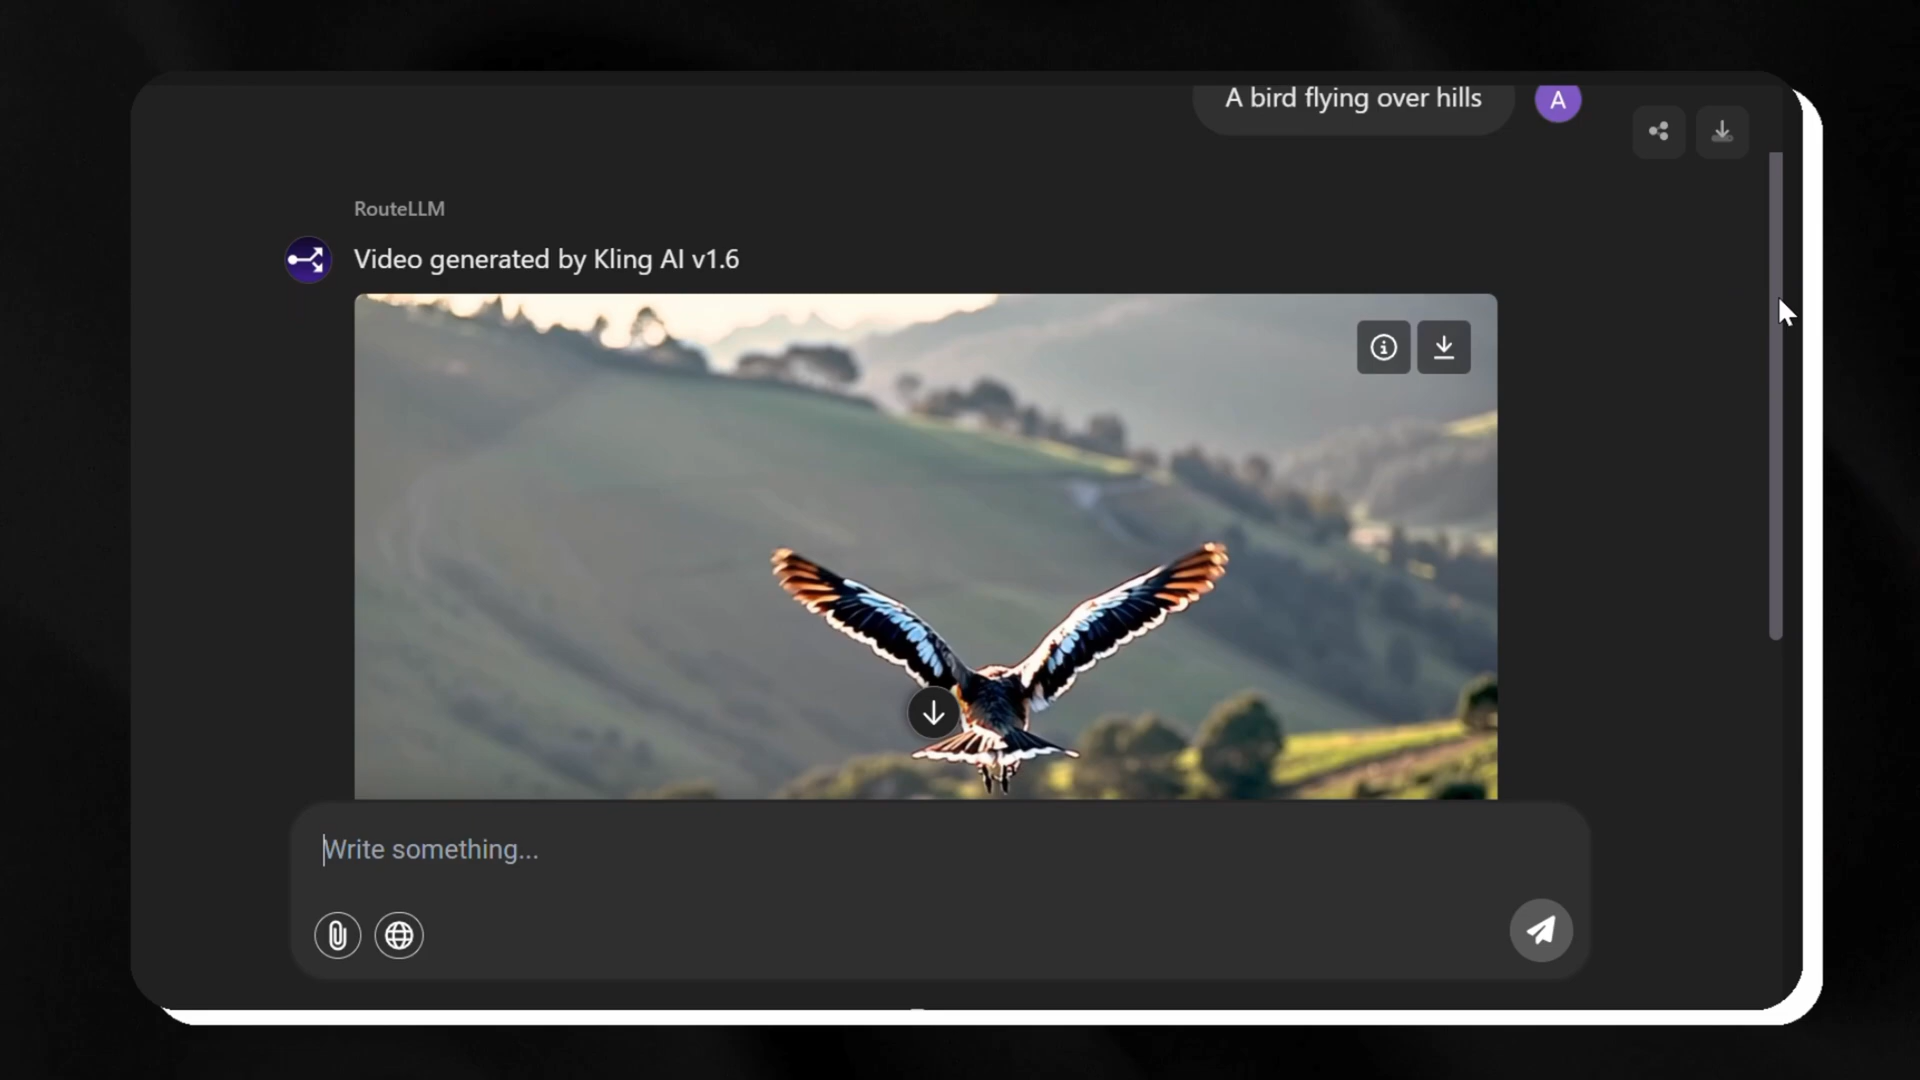 A bird flying over hills
A
RouteLLM
Video generated by Kling AI v1.6
Write something...